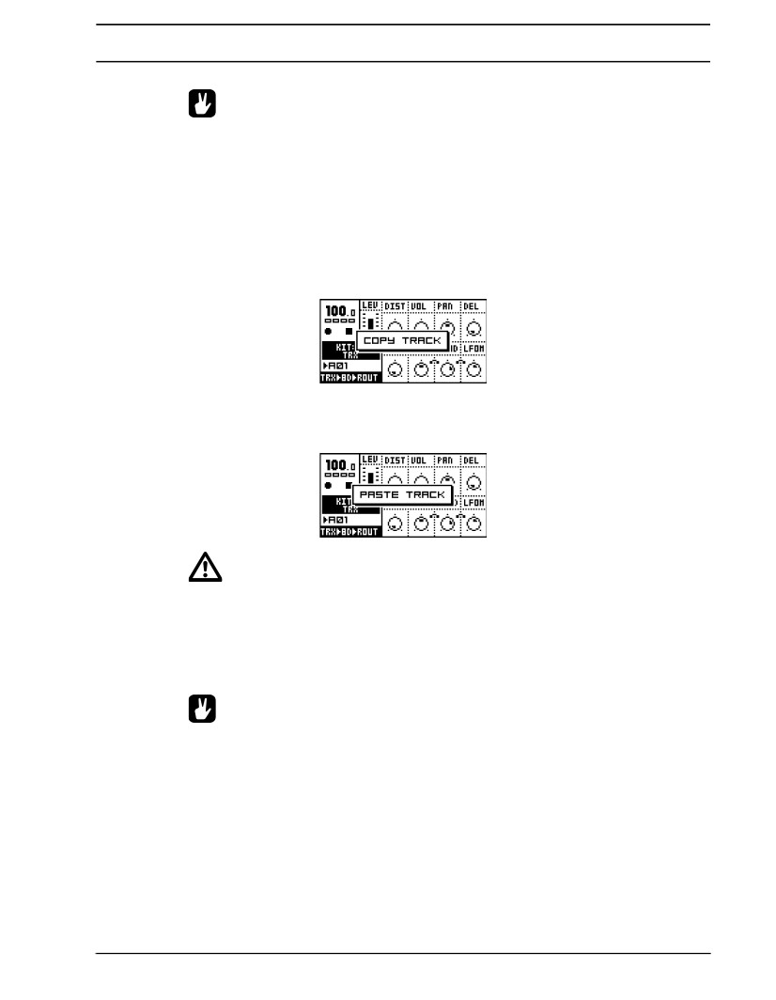 LEV DIST VOL PAN DEL
100.0
COPY TRACK
KIT: LFOM
TRX
A01
TRX▶BD▶ROUT
LEV DIST VOL PAN DEL
100.0
PASTE TRACK
KIT LFOM
TRX
A01
TRX▶BD▶ROUT